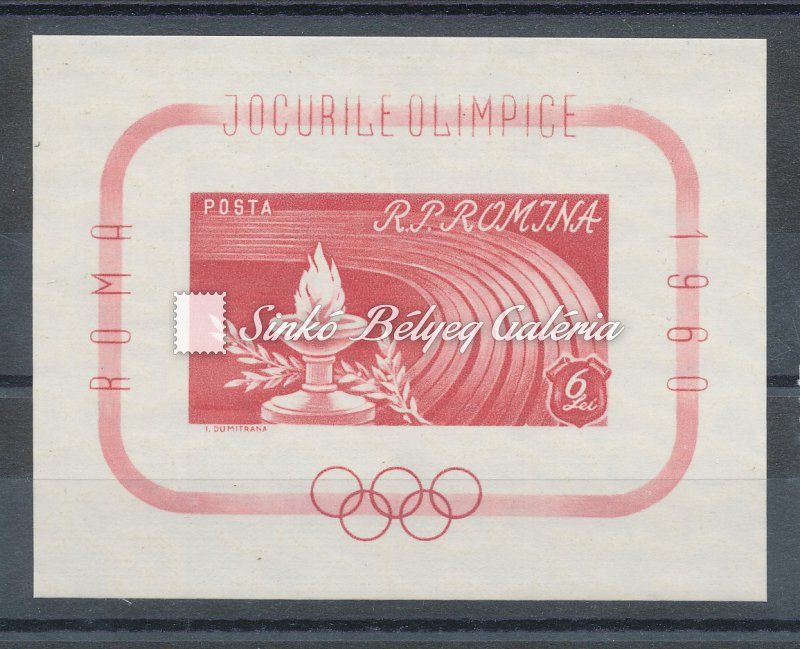 JOCURILE OLIMPICE
POSTA
R.P.ROMINA
ROMA
1960
Sinkó Bélyeg Galéria
6
Lei
I. DUMITRANA